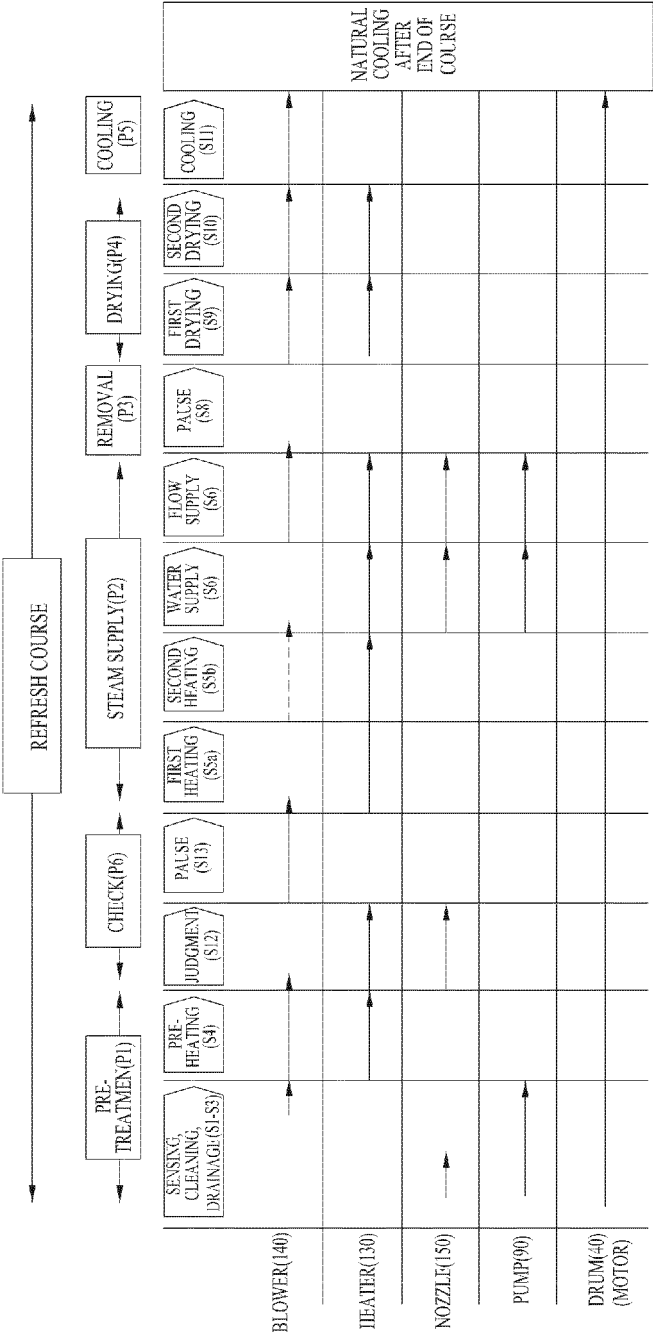 REFRESH COURSE
PRE-
TREATMEN(P1)
CHECK(P6)
STEAM SUPPLY(P2)
REMOVAL
(P3)
DRYING(P4)
COOLING
(P5)
SENSING,
CLEANING,
DRAINAGE(S1-S3)
PRE-
HEATING
(S4)
JUDGMENT
(S12)
PAUSE
(S13)
FIRST
HEATING
(S5a)
SECOND
HEATING
(S5b)
WATER
SUPPLY
(S6)
FLOW
SUPPLY
(S6)
PAUSE
(S8)
FIRST
DRYING
(S9)
SECOND
DRYING
(S10)
COOLING
(S11)
NATURAL
COOLING
AFTER
END OF
COURSE
BLOWER(140)
HEATER(130)
NOZZLE(150)
PUMP(90)
DRUM(40)
(MOTOR)